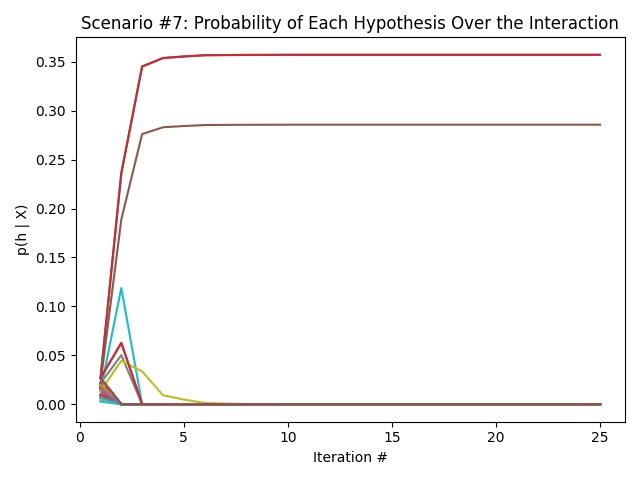 Scenario #7: Probability of Each Hypothesis Over the Interaction
p(h | X)
0.35
0.30
0.25
0.20
0.15
0.10
0.05
0.00
0 5 10 15 20 25
Iteration #